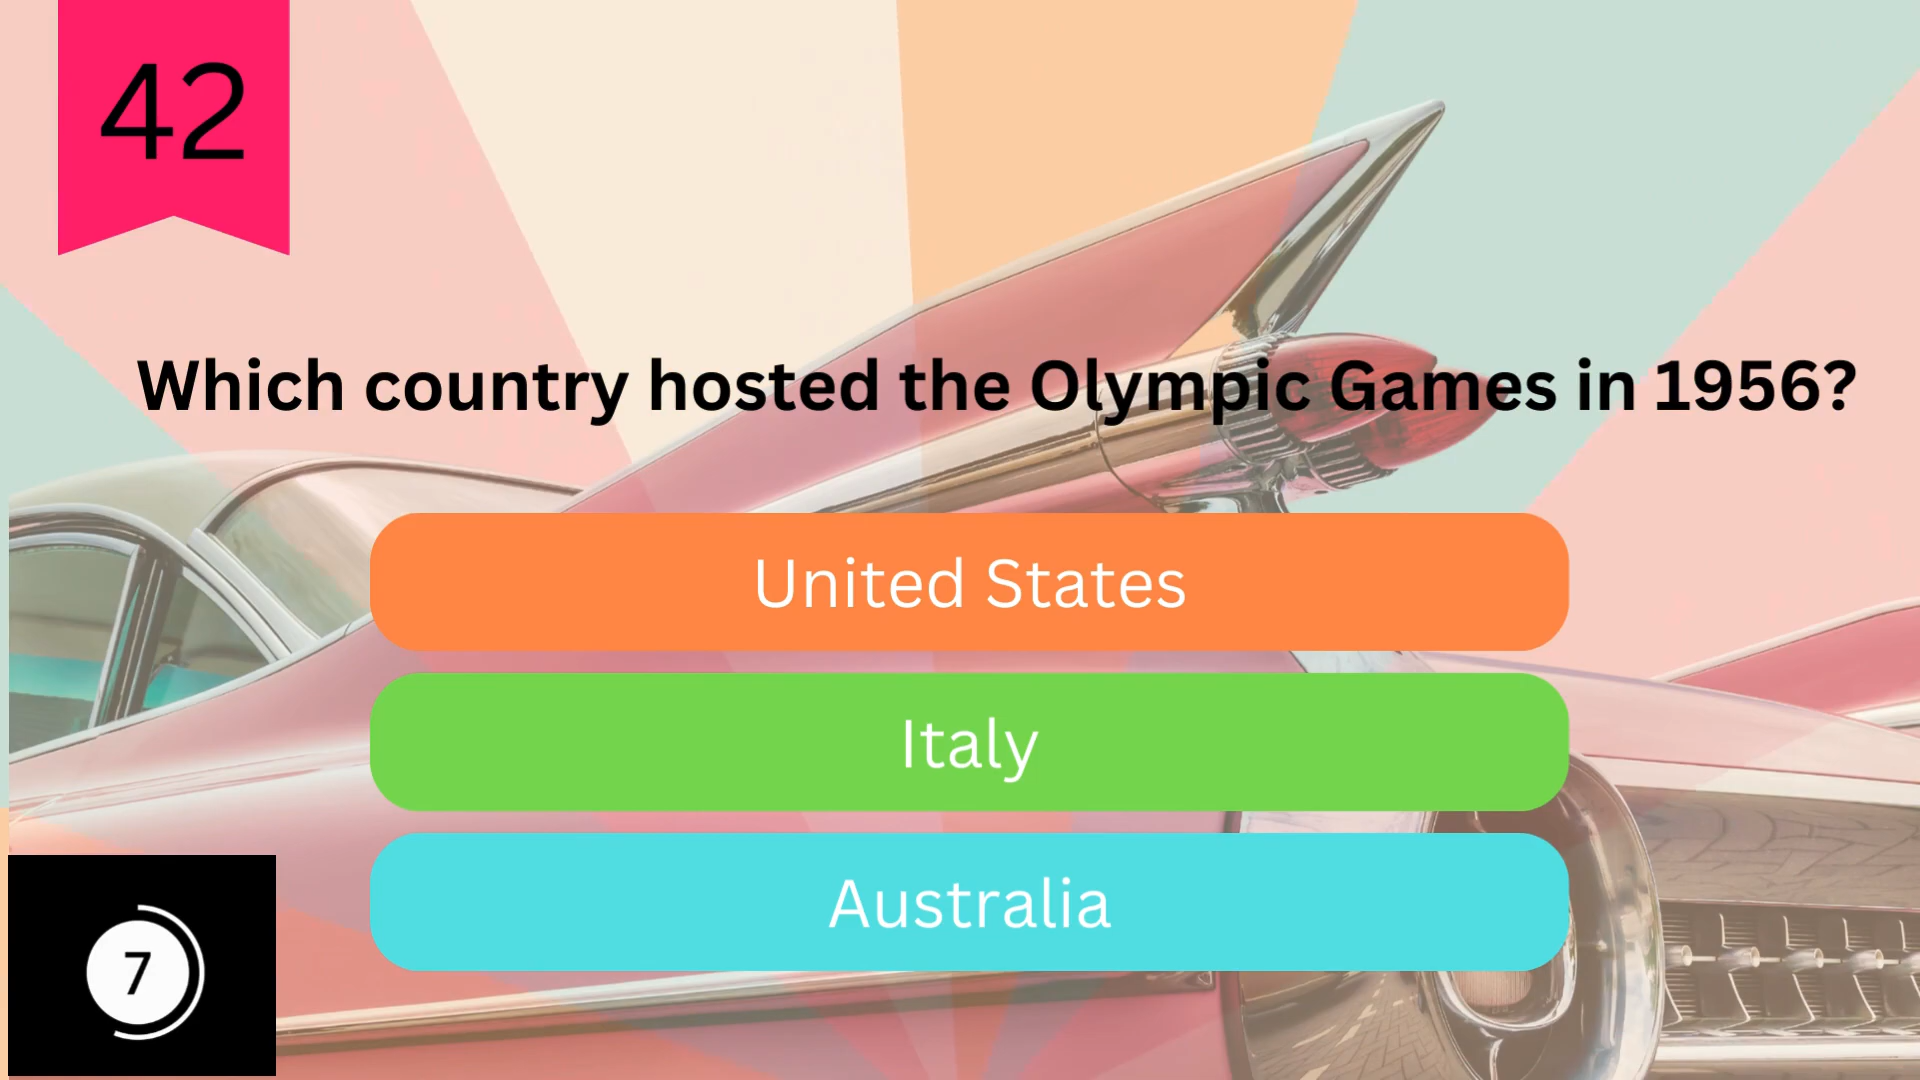 42
Which country hosted the Olympic Games in 1956?
United States
Italy
Australia
7